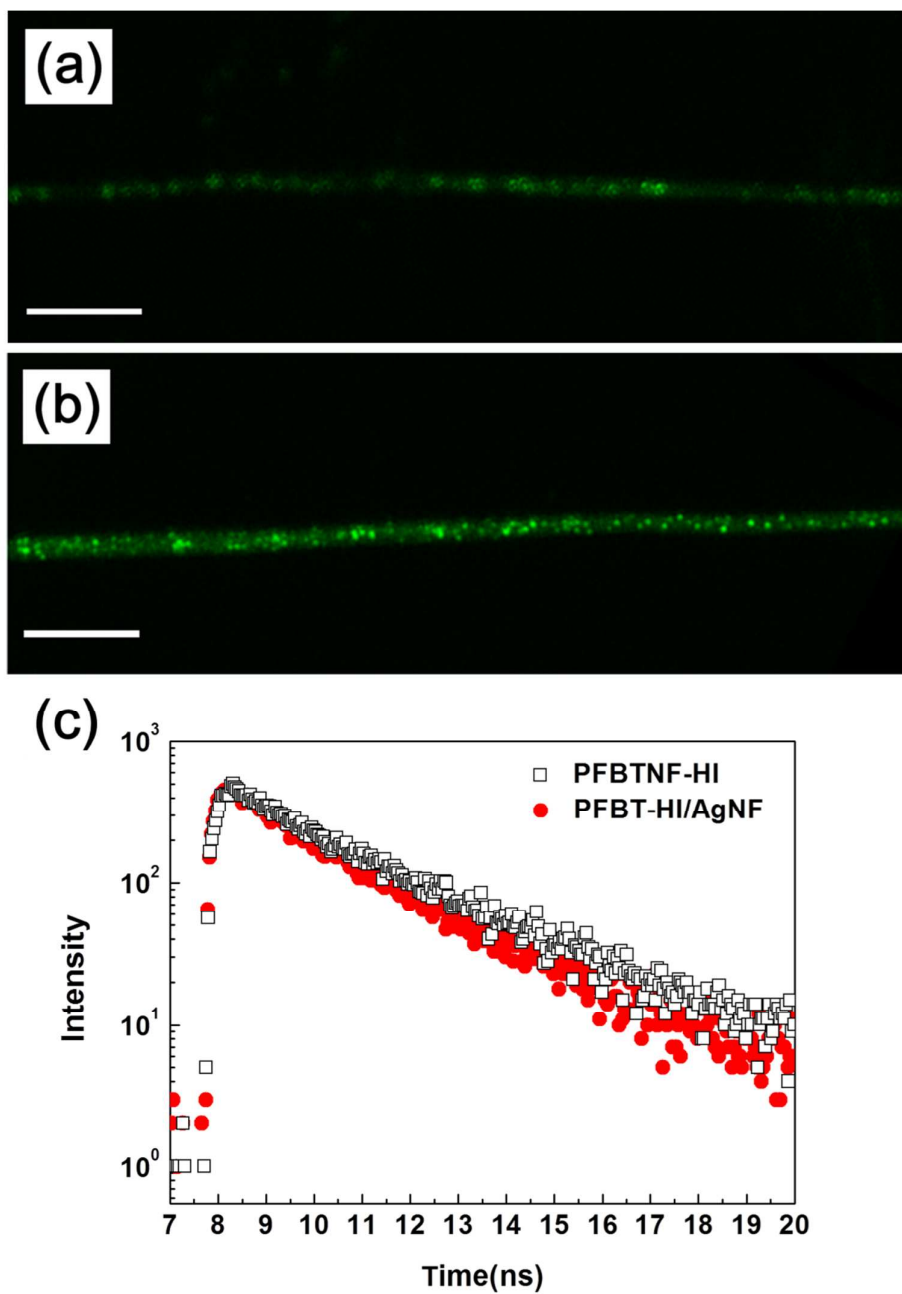 (a)
(b)
(c)
10³
10²
10¹
10⁰
Intensity
PFBTNF-HI
PFBT-HI/AgNF
7 8 9 10 11 12 13 14 15 16 17 18 19 20
Time(ns)